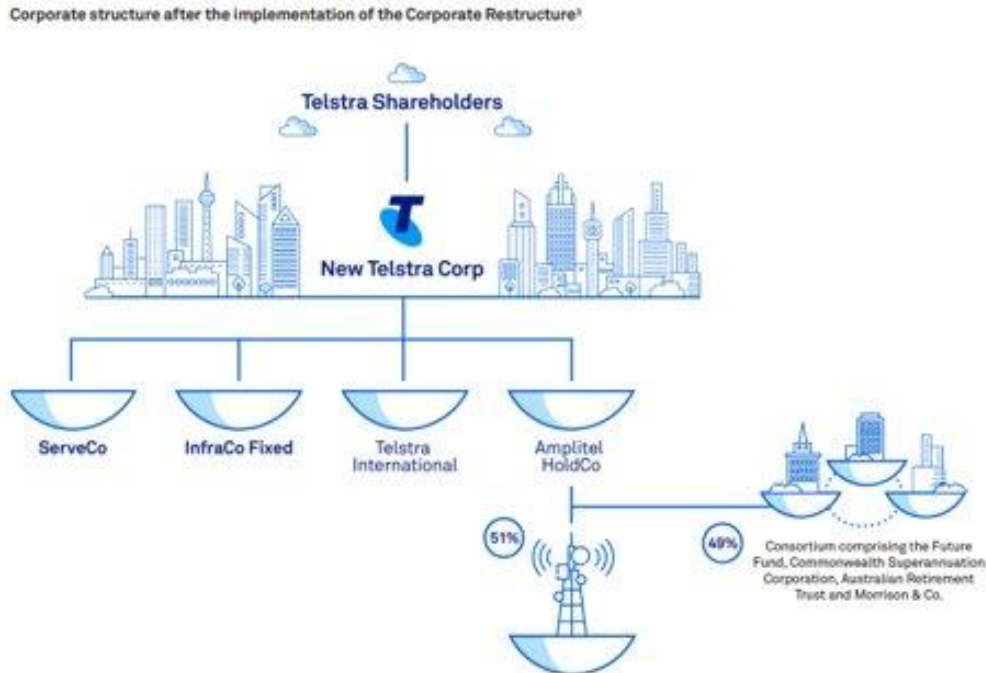 Corporate structure after the implementation of the Corporate Restructure³
Telstra Shareholders
T
New Telstra Corp
ServeCo
InfraCo Fixed
Telstra
International
Amplitel
HoldCo
51%
49%
Consortium comprising the Future
Fund, Commonwealth Superannuation
Corporation, Australian Retirement
Trust and Morrison & Co.